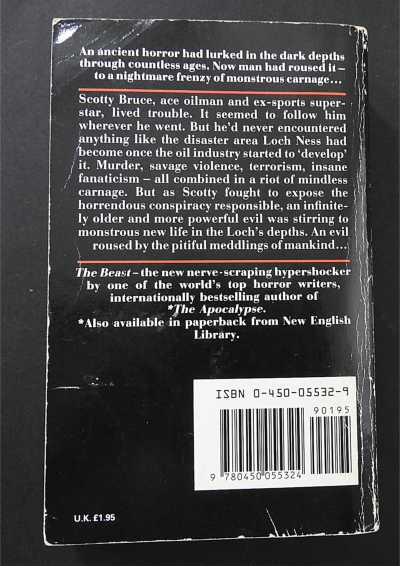 An ancient horror had lurked in the dark depths
through countless ages. Now man had roused it –
to a nightmare frenzy of monstrous carnage...
Scotty Bruce, ace oilman and ex-sports super-
star, lived trouble. It seemed to follow him
wherever he went. But he'd never encountered
anything like the disaster area Loch Ness had
become once the oil industry started to 'develop'
it. Murder, savage violence, terrorism, insane
fanaticism – all combined in a riot of mindless
carnage. But as Scotty fought to expose the
horrendous conspiracy responsible, an infinite-
ly older and more powerful evil was stirring to
monstrous new life in the Loch's depths. An evil
roused by the pitiful meddlings of mankind...
The Beast – the new nerve-scraping hypershocker
by one of the world's top horror writers,
internationally bestselling author of
*The Apocalypse.
*Also available in paperback from New English
Library.
ISBN 0-450-05532-9
90195
9 780450 055324
U.K. £1.95